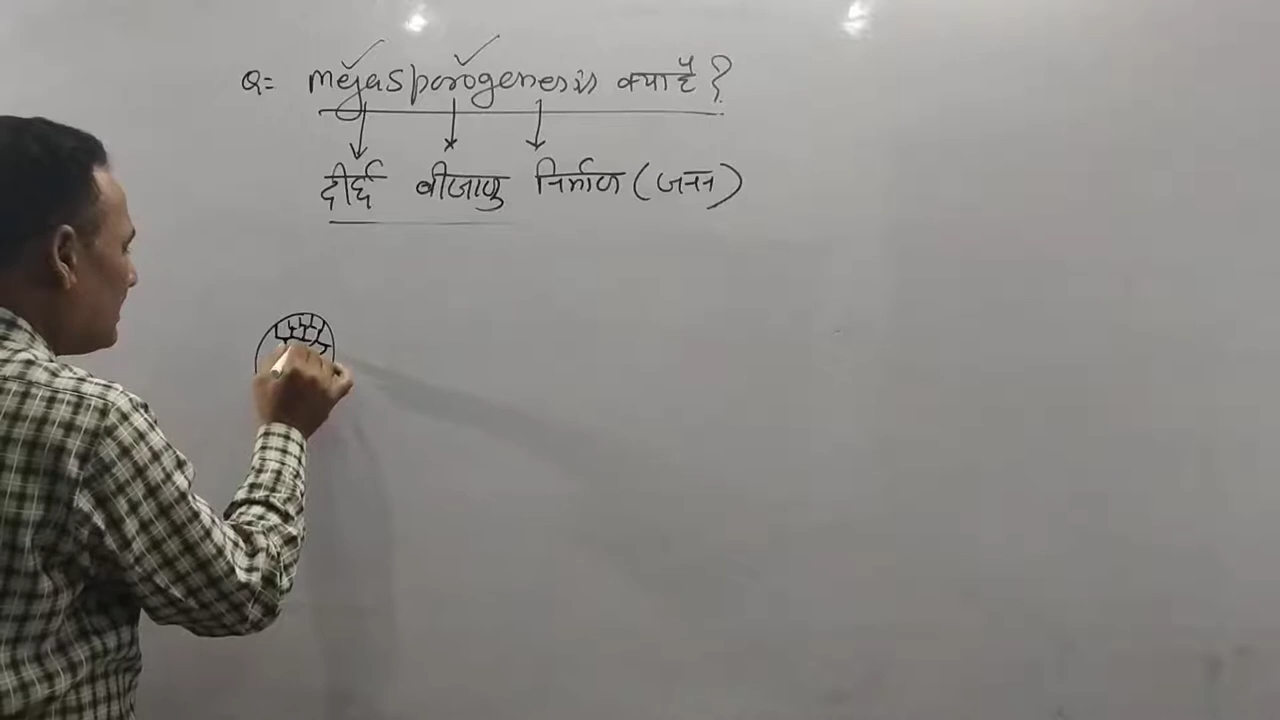 Q= megasporogenesis क्या है ?
दीर्घ बीजाणु निर्माण (जनन)